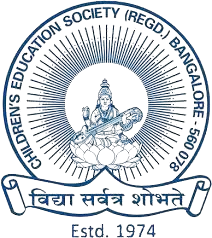 CHILDREN'S EDUCATION SOCIETY (REGD.) BANGALORE - 560 078
विद्या सर्वत्र शोभते
Estd. 1974